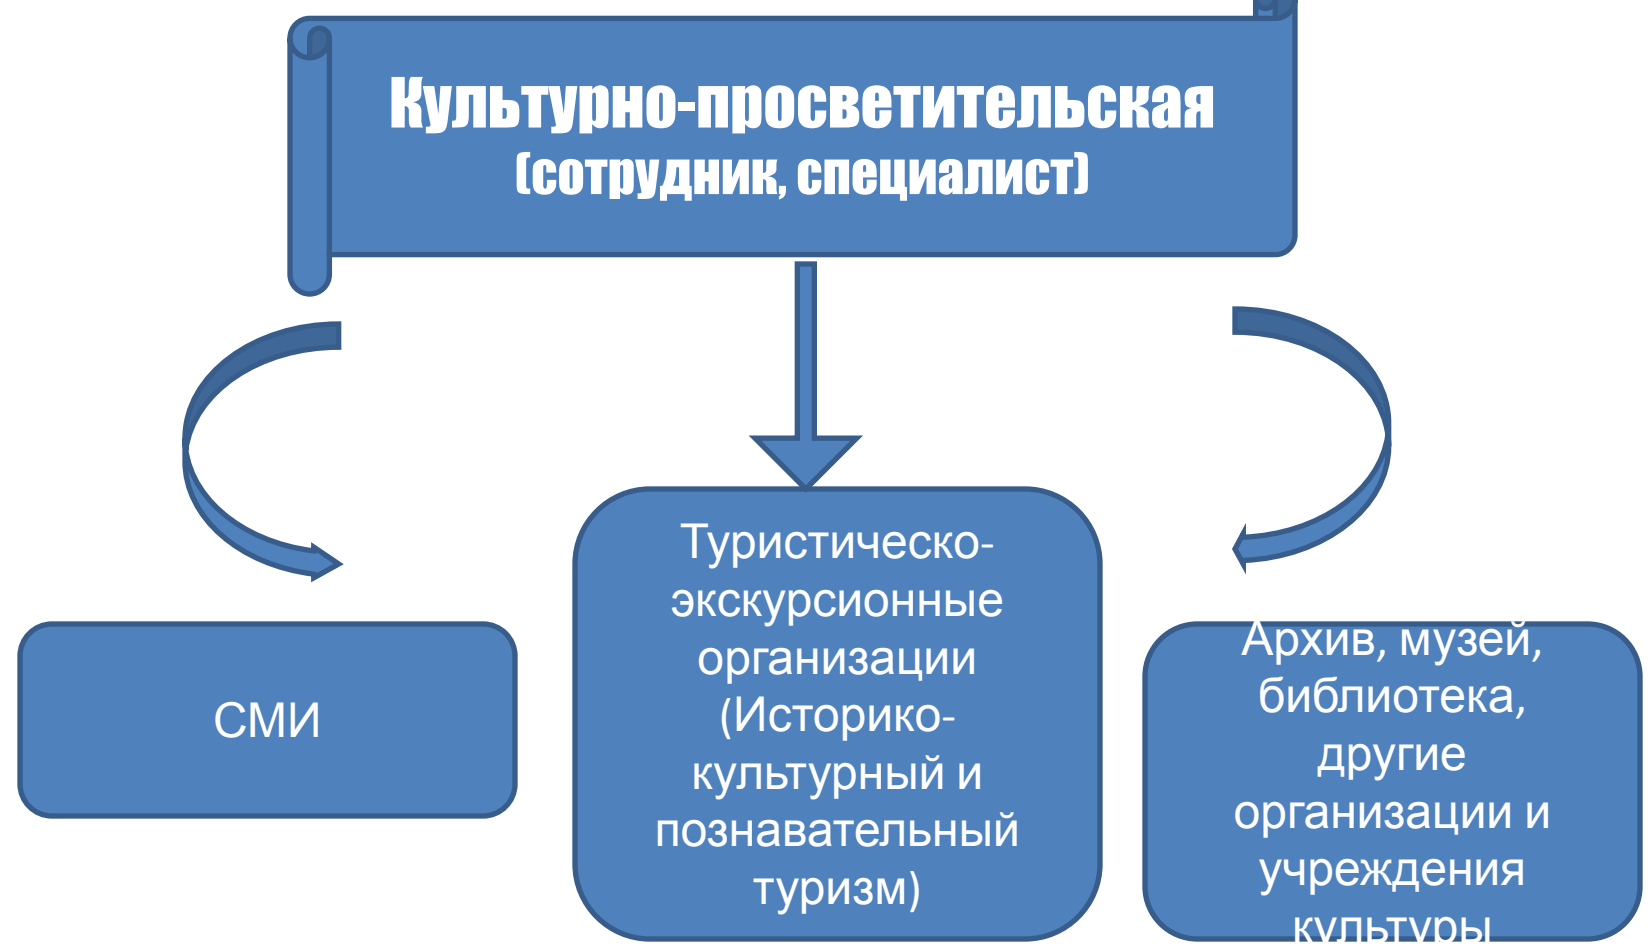 Культурно-просветительская
(сотрудник, специалист)
СМИ
Туристическо-
экскурсионные
организации
(Историко-
культурный и
познавательный
туризм)
Архив, музей,
библиотека,
другие
организации и
учреждения
культуры